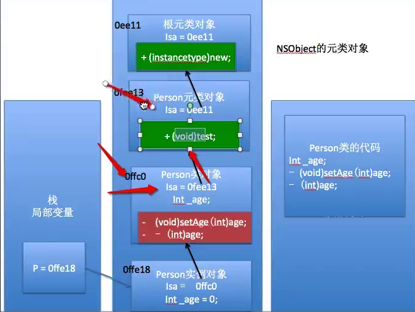 0ee11
根元类对象
Isa = 0ee11
+ (instancetype)new;
NSObject的元类对象
0fee13
Person元类对象
Isa = 0ee11
+ (void)test;
0ffc0
Person类对象
Isa = 0fee13
Int _age;
- (void)setAge（int)age;
- - （int)age;
0ffe18
Person实例对象
Isa = 0ffc0
Int _age = 0;
栈
局部变量
P = 0ffe18
Person类的代码
Int _age;
- (void)setAge（int)age;
- （int)age;